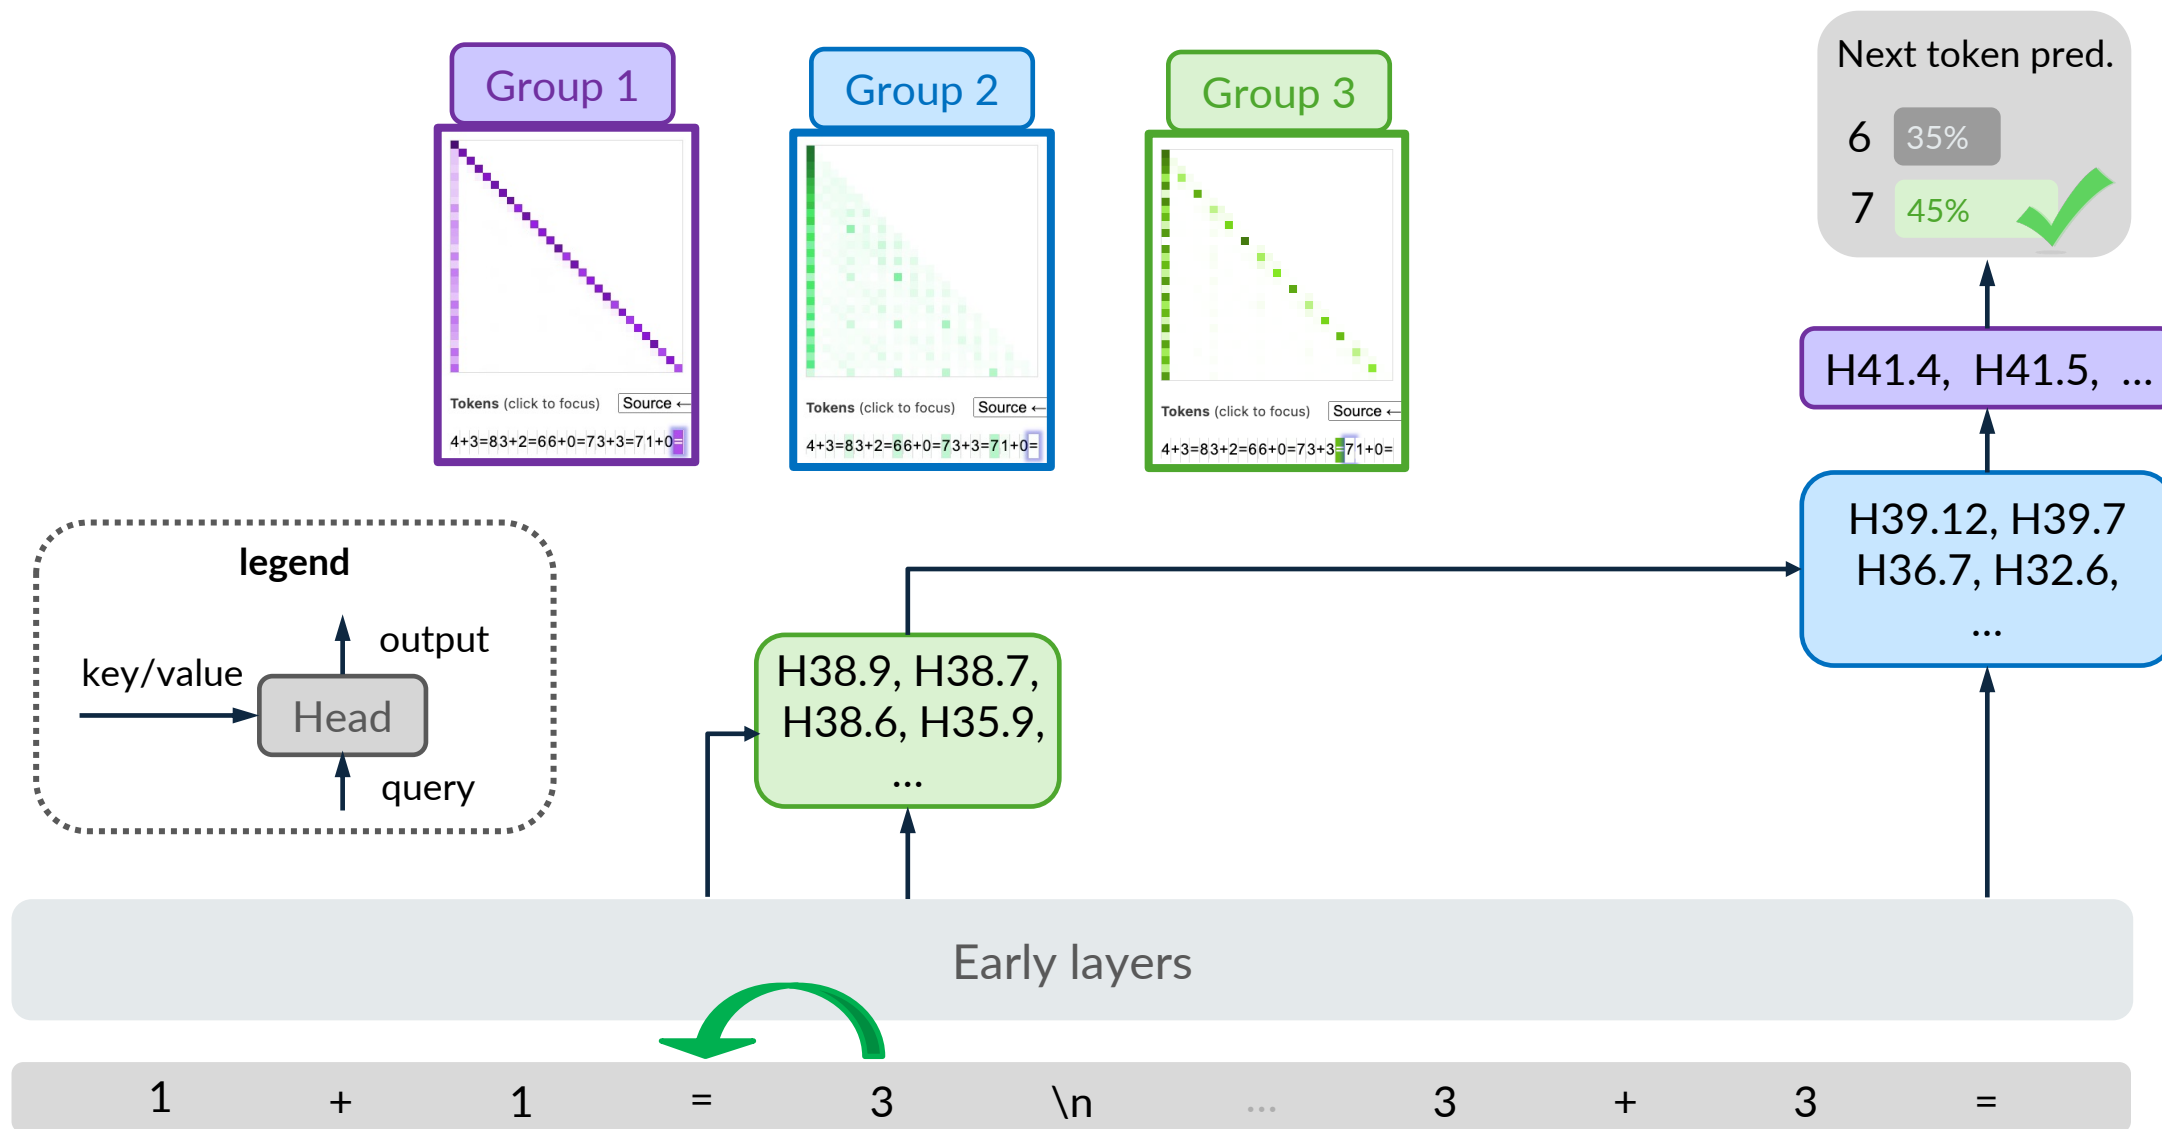 Group 1
Tokens (click to focus) Source ←
4+3=83+2=66+0=73+3=71+0=
Group 2
Tokens (click to focus) Source ←
4+3=83+2=66+0=73+3=71+0=
Group 3
Tokens (click to focus) Source ←
4+3=83+2=66+0=73+3=71+0=
Next token pred.
6 35%
7 45%
H41.4, H41.5, ...
H39.12, H39.7
H36.7, H32.6,
...
legend
output
key/value
Head
query
H38.9, H38.7,
H38.6, H35.9,
...
Early layers
1 + 1 = 3 \n ... 3 + 3 =